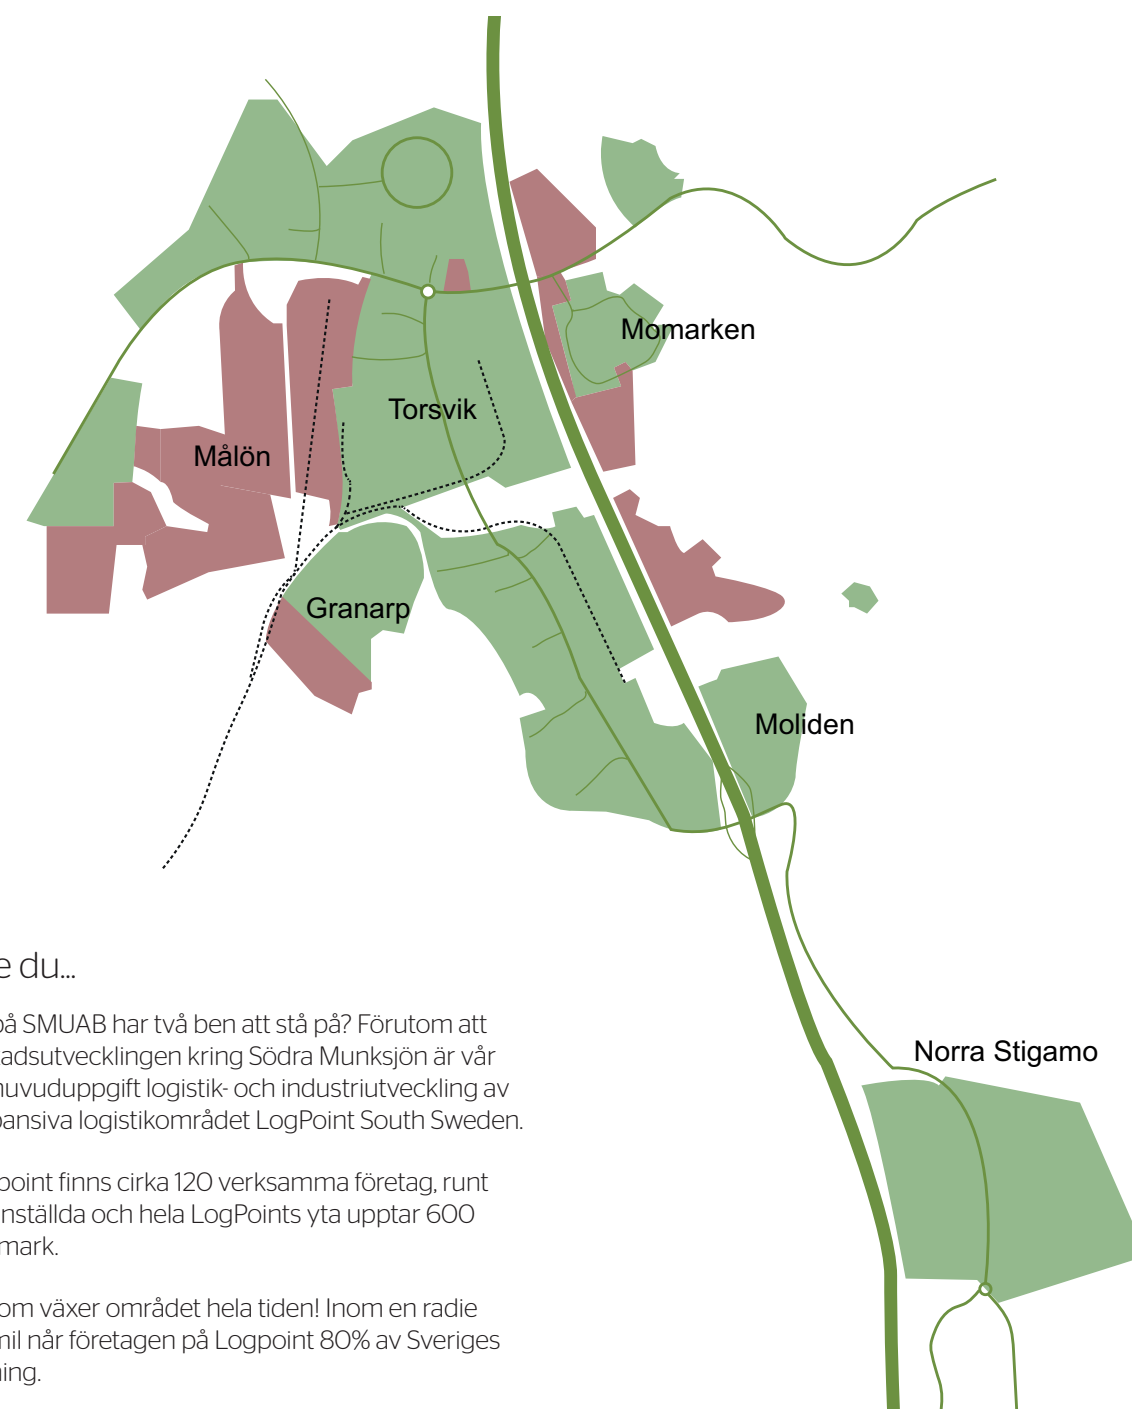 Momarken
Torsvik
Målön
Granarp
Moliden
Norra Stigamo
e du...
på SMUAB har två ben att stå på? Förutom att
tadsutvecklingen kring Södra Munksjön är vår
huvuduppgift logistik- och industriutveckling av
pansiva logistikområdet LogPoint South Sweden.
point finns cirka 120 verksamma företag, runt
nställda och hela LogPoints yta upptar 600
mark.
om växer området hela tiden! Inom en radie
mil når företagen på Logpoint 80% av Sveriges
ning.